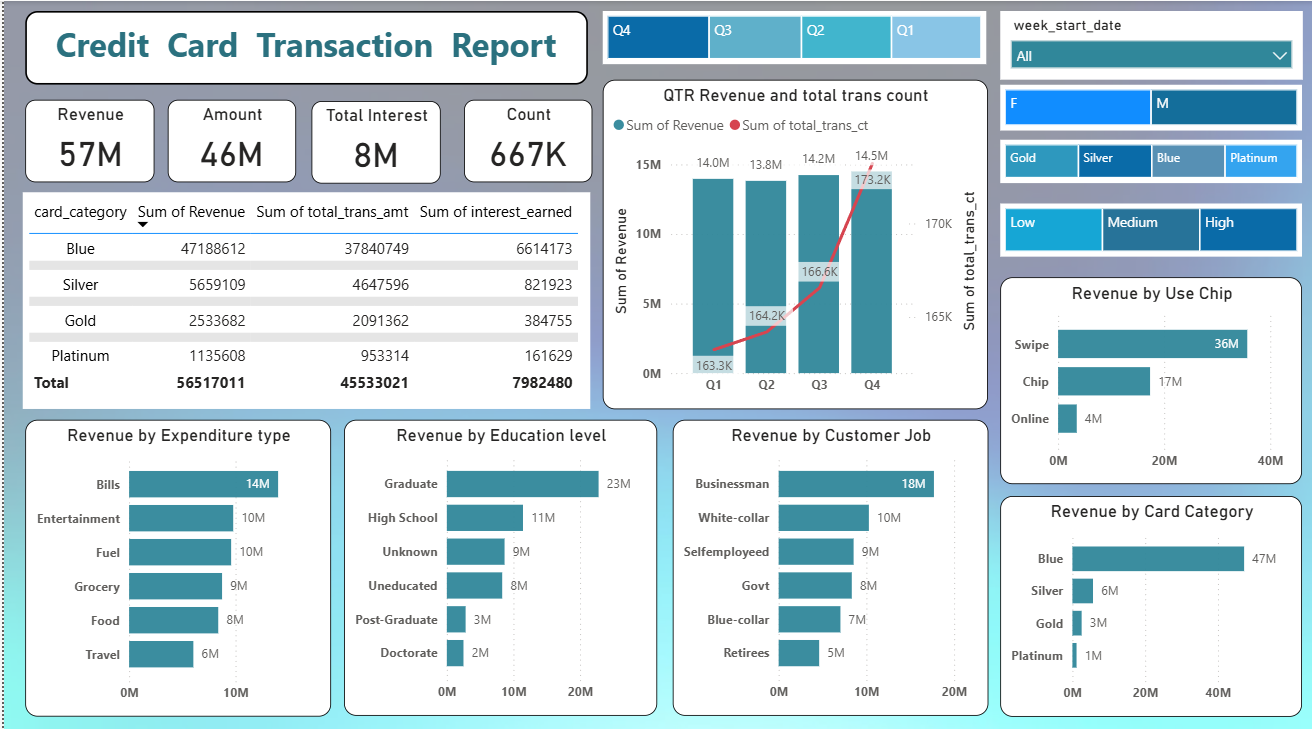 Credit Card Transaction Report
Q4 Q3 Q2 Q1
week_start_date
All
F M
Gold Silver Blue Platinum
Low Medium High
Revenue
57M
Amount
46M
Total Interest
8M
Count
667K
card_category Sum of Revenue Sum of total_trans_amt Sum of interest_earned
Blue 47188612 37840749 6614173
Silver 5659109 4647596 821923
Gold 2533682 2091362 384755
Platinum 1135608 953314 161629
Total 56517011 45533021 7982480
QTR Revenue and total trans count
Sum of Revenue Sum of total_trans_ct
14.0M 13.8M 14.2M 14.5M
15M
173.2K
170K
10M
166.6K
5M
164.2K
165K
163.3K
0M
Q1 Q2 Q3 Q4
Sum of Revenue
Sum of total_trans_ct
Revenue by Use Chip
Swipe 36M
Chip 17M
Online 4M
0M 20M 40M
Revenue by Expenditure type
Bills 14M
Entertainment 10M
Fuel 10M
Grocery 9M
Food 8M
Travel 6M
0M 10M
Revenue by Education level
Graduate 23M
High School 11M
Unknown 9M
Uneducated 8M
Post-Graduate 3M
Doctorate 2M
0M 10M 20M
Revenue by Customer Job
Businessman 18M
White-collar 10M
Selfemployeed 9M
Govt 8M
Blue-collar 7M
Retirees 5M
0M 10M 20M
Revenue by Card Category
Blue 47M
Silver 6M
Gold 3M
Platinum 1M
0M 20M 40M